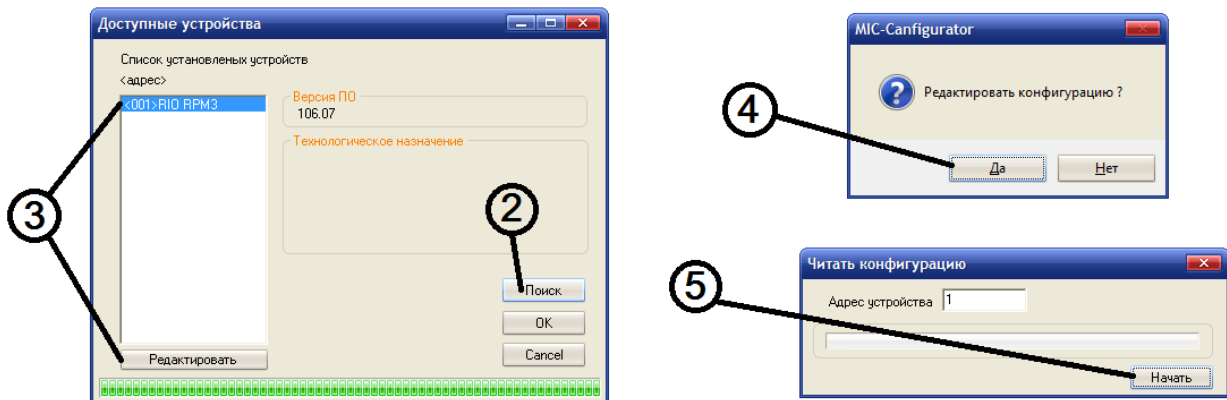 Доступные устройства
Список установленых устройств
<адрес>
<001>RIO RPM3
Версия ПО
106.07
Технологическое назначение
3
2
Поиск
OK
Cancel
Редактировать
MIC-Canfigurator
Редактировать конфигурацию ?
4
Да
Нет
Читать конфигурацию
5
Адрес устройства 1
Начать